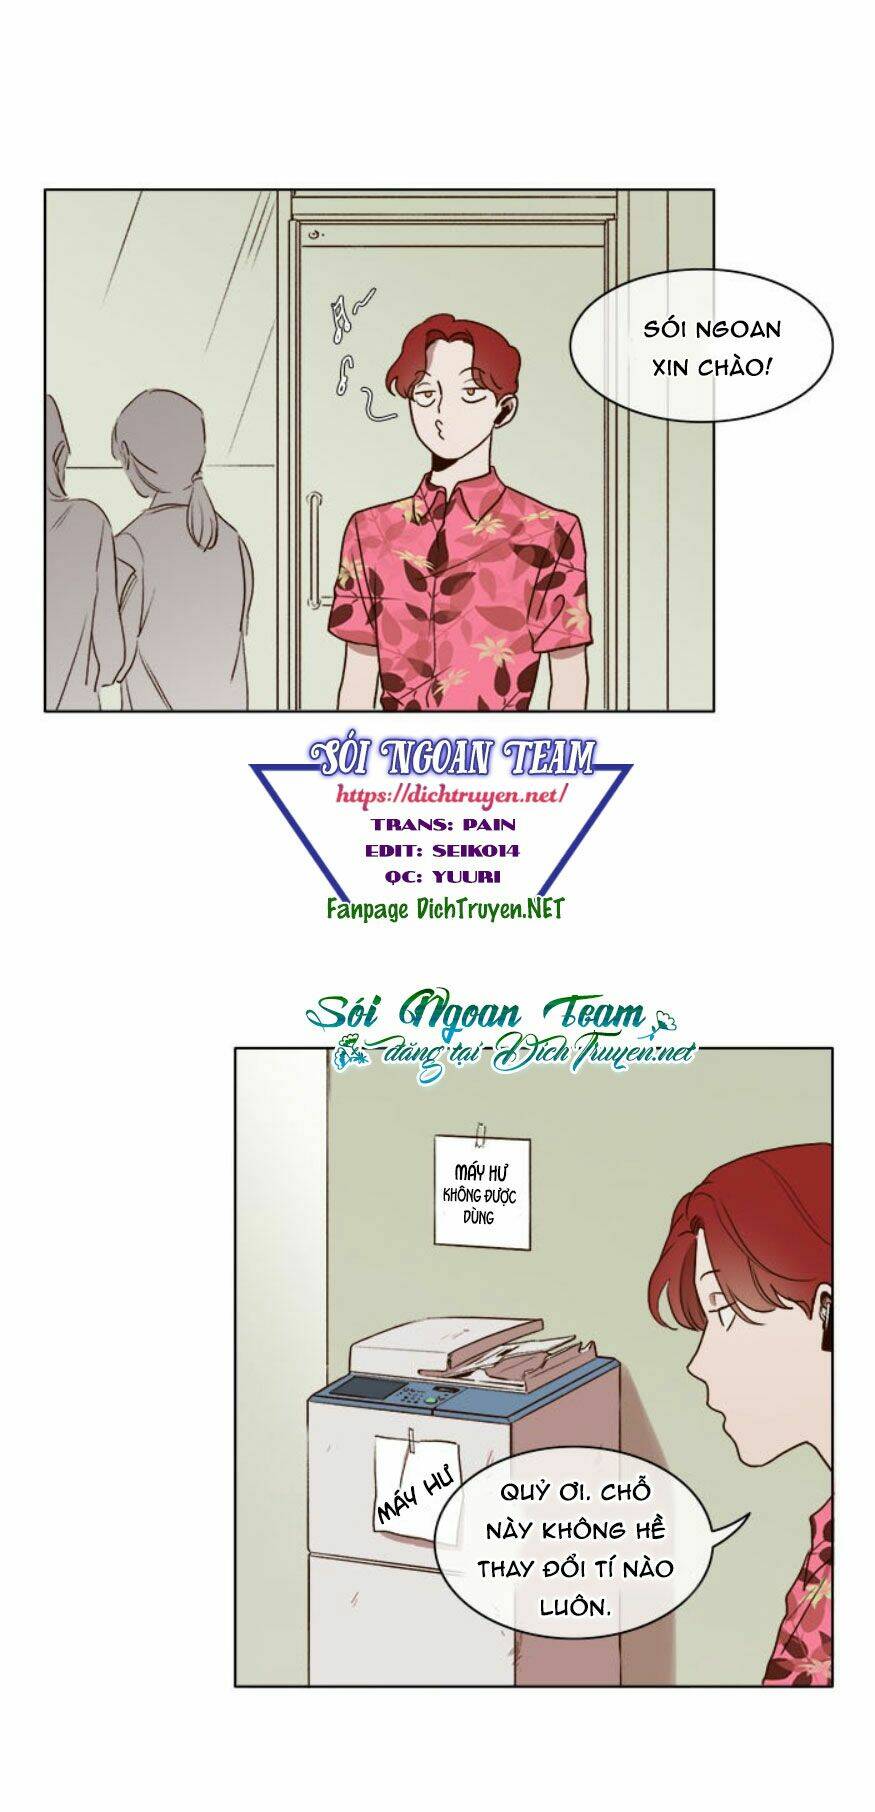 SÓI NGOAN
XIN CHÀO!
SÓI NGOAN TEAM
https://dichtruyen.net/
TRANS: PAIN
EDIT: SEIKO14
QC: YUURI
Fanpage DichTruyen.NET
Sói Ngoan Team
đăng tại DichTruyen.net
MÁY HƯ
KHÔNG ĐƯỢC
DÙNG
MÁY HƯ
QUỶ ƠI. CHỖ
NÀY KHÔNG HỀ
THAY ĐỔI TÍ NÀO
LUÔN.